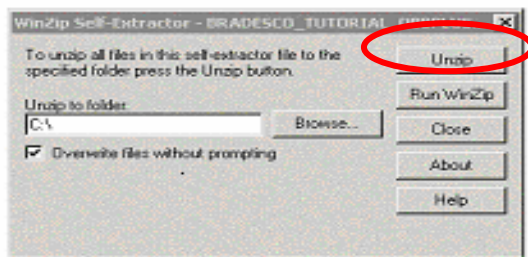 WinZip Self-Extractor - BRADESCO_TUTORIAL
To unzip all files in this self-extractor file to the
specified folder press the Unzip button.
Unzip to folder:
C:\
Browse...
Overwrite files without prompting
Unzip
Run WinZip
Close
About
Help